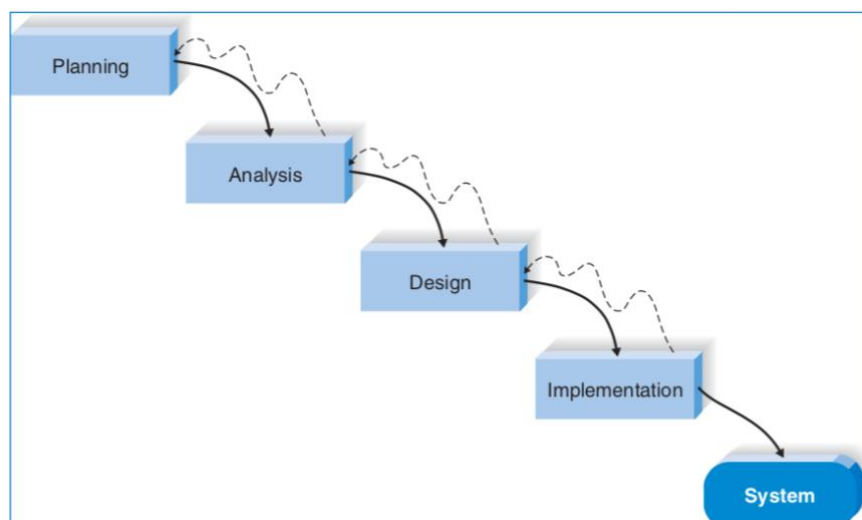 Planning
Analysis
Design
Implementation
System